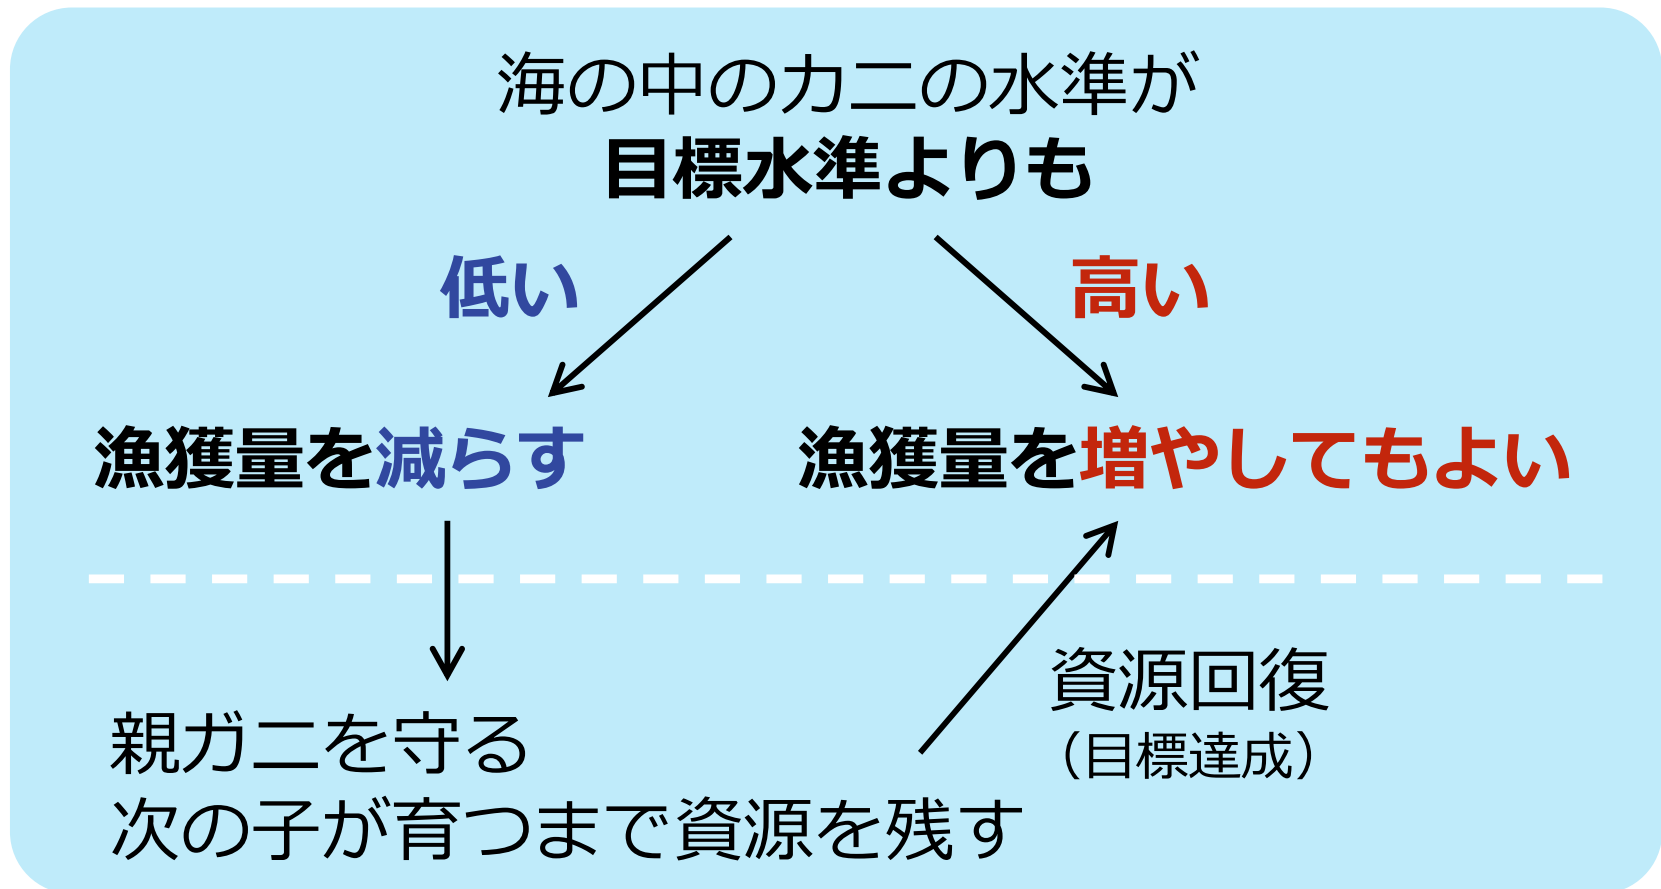 海の中のカニの水準が
目標水準よりも
低い
高い
漁獲量を減らす
漁獲量を増やしてもよい
資源回復
（目標達成）
親ガニを守る
次の子が育つまで資源を残す